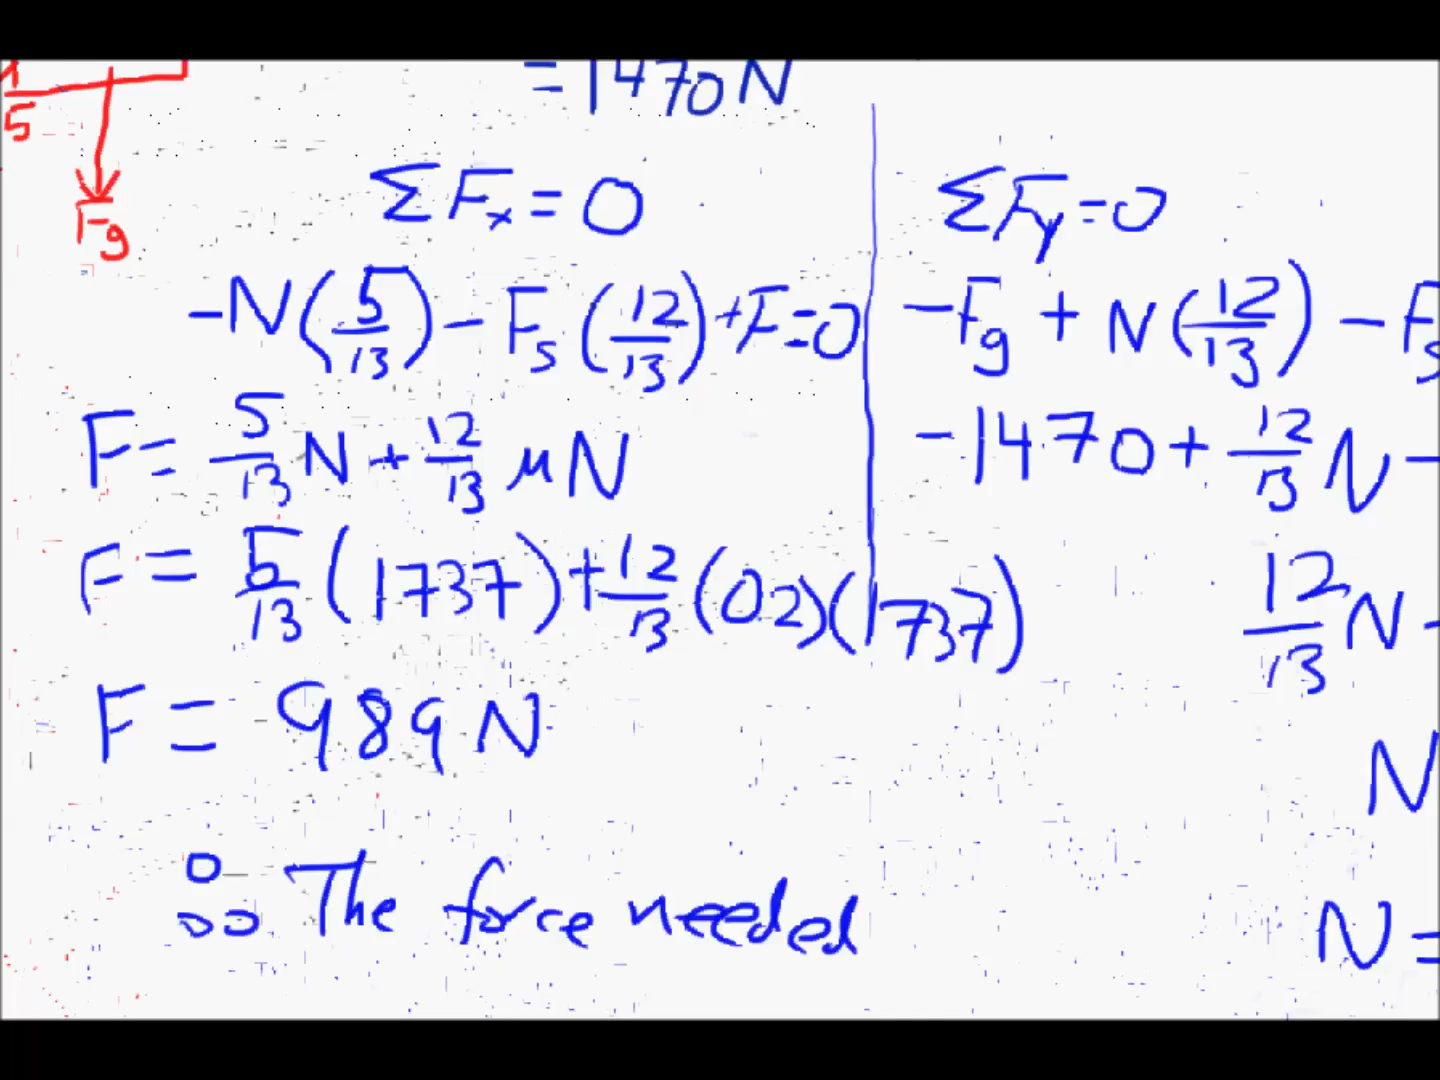 = 1470 N
5
Fg
ΣFx = 0
-N(5/13) - Fs(12/13) + F = 0
F = 5/13 N + 12/13 μN
F = 5/13 (1737) + 12/13 (0.2)(1737)
F = 989 N
∴ The force needed
ΣFy = 0
-Fg + N(12/13) - Fs
-1470 + 12/13 N -
12/13 N -
N
N =